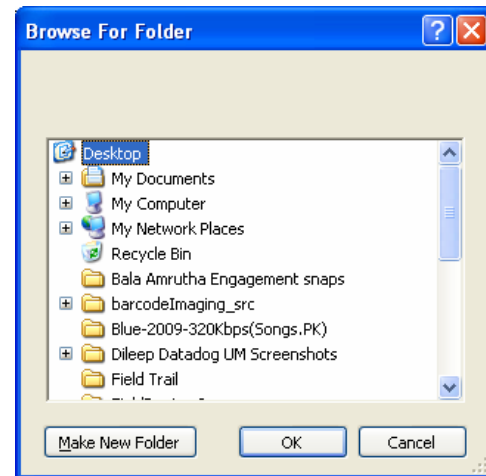 Browse For Folder
Desktop
My Documents
My Computer
My Network Places
Recycle Bin
Bala Amrutha Engagement snaps
barcodeImaging_src
Blue-2009-320Kbps(Songs.PK)
Dileep Datadog UM Screenshots
Field Trail
Make New Folder OK Cancel